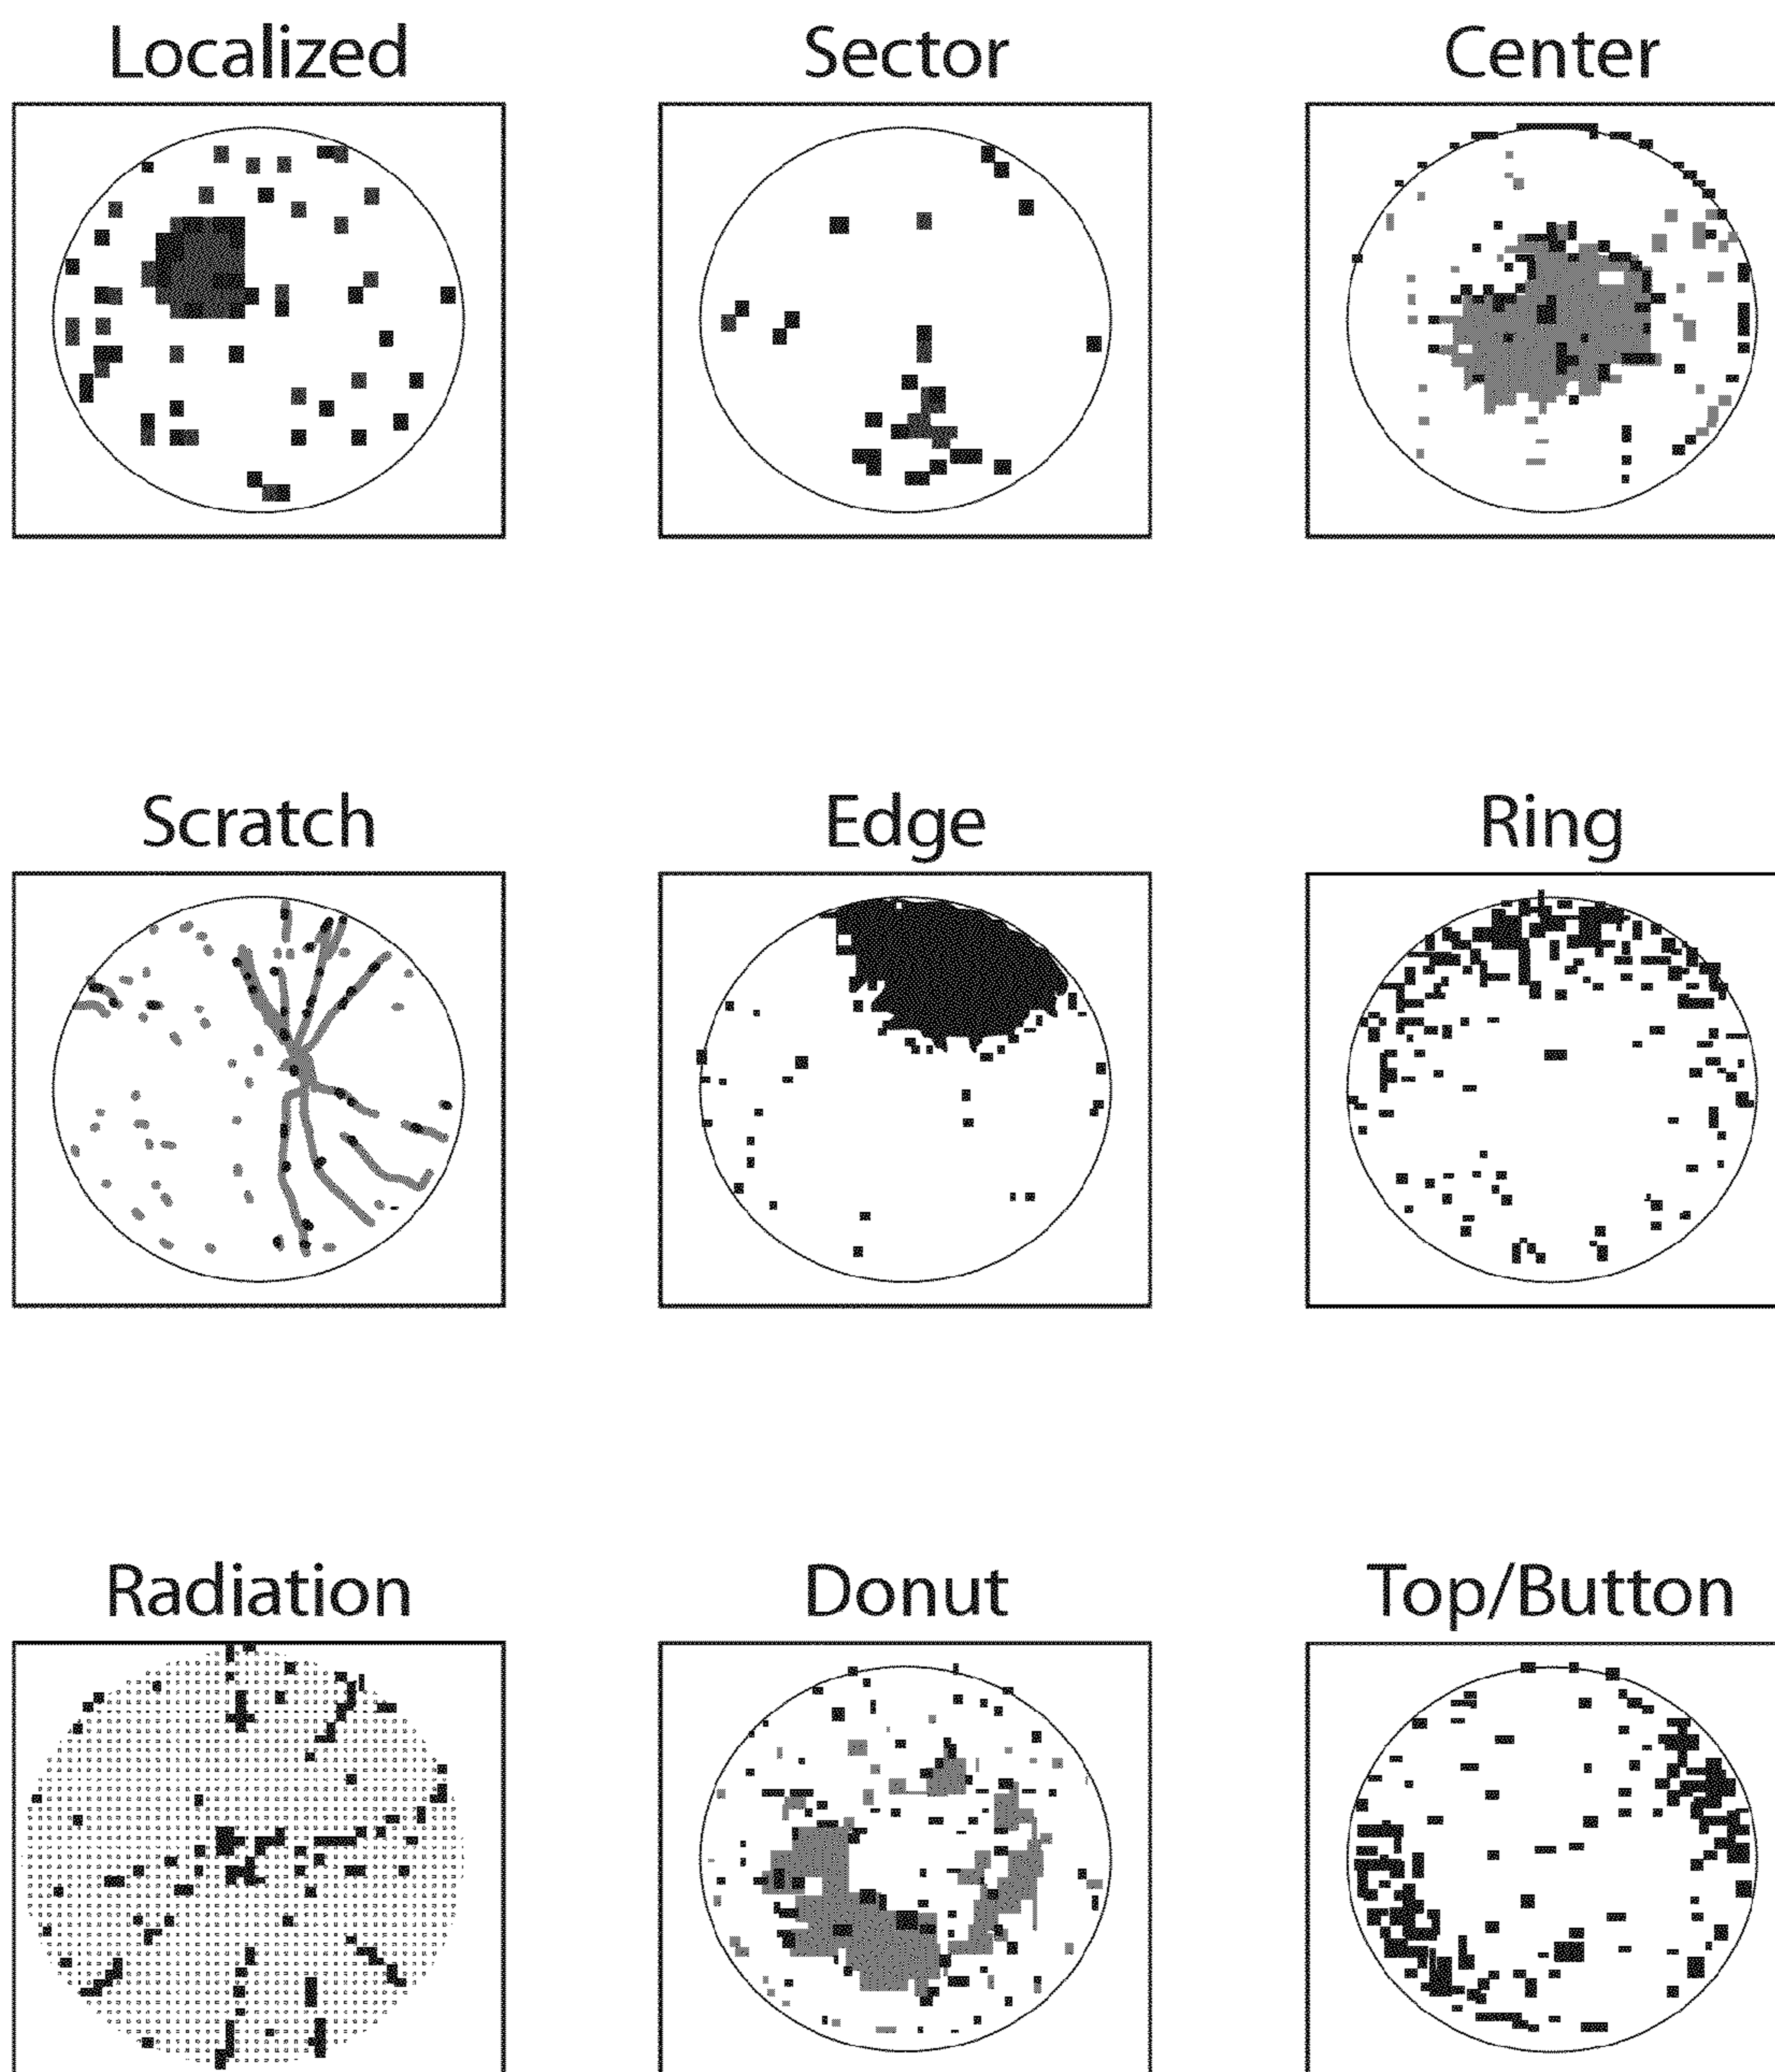 Localized
Sector
Center
Scratch
Edge
Ring
Radiation
Donut
Top/Button